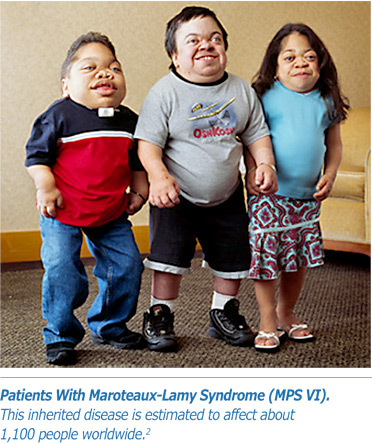 OSHKOSH
Patients With Maroteaux-Lamy Syndrome (MPS VI).
This inherited disease is estimated to affect about
1,100 people worldwide.2